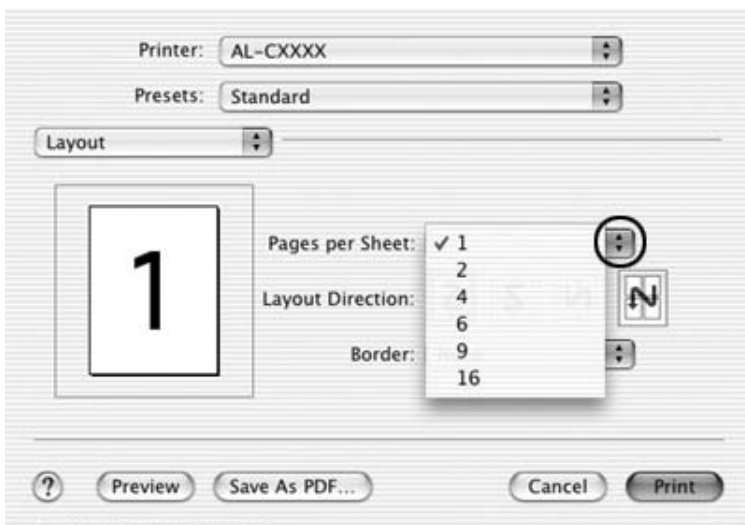 Printer: AL-CXXXX
Presets: Standard
Layout
1
Pages per Sheet: ✓ 1
2
Layout Direction: 4
6
Border: 9
16
? Preview Save As PDF... Cancel Print